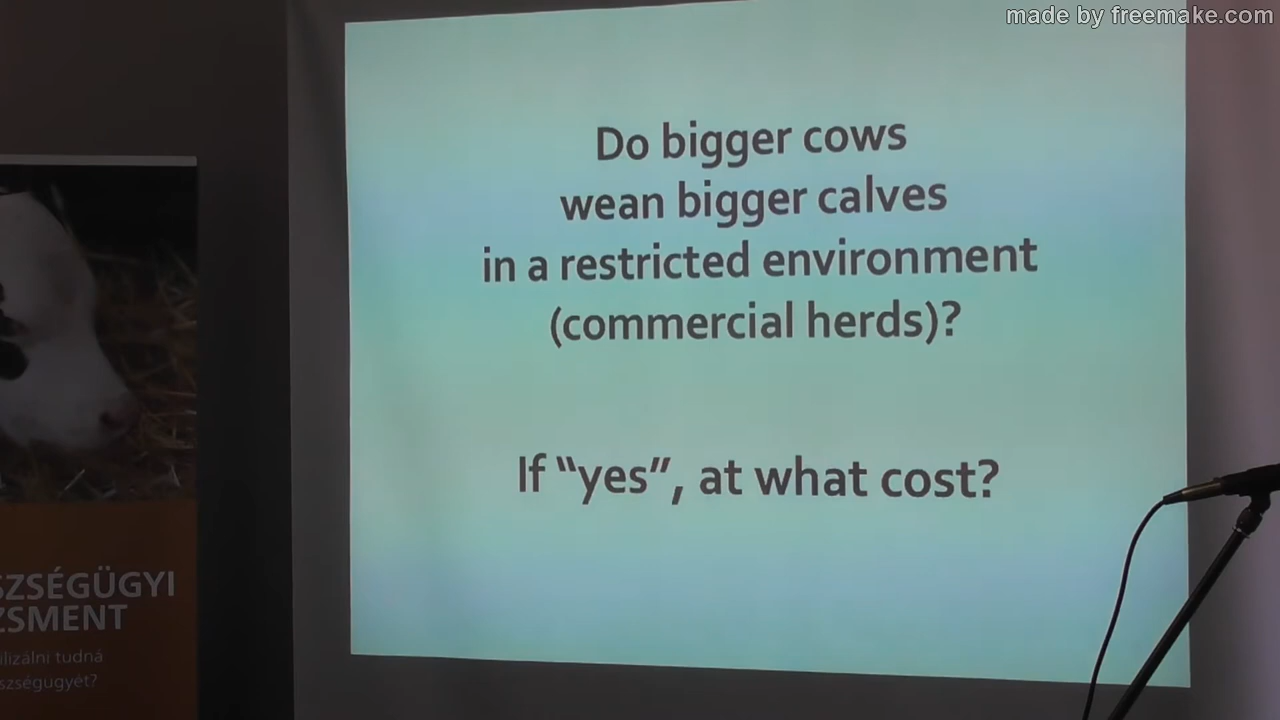 made by freemake.com
Do bigger cows
wean bigger calves
in a restricted environment
(commercial herds)?
If “yes”, at what cost?
SZSÉGÜGYI
ZSMENT
ilizálni tudná
szségügyét?